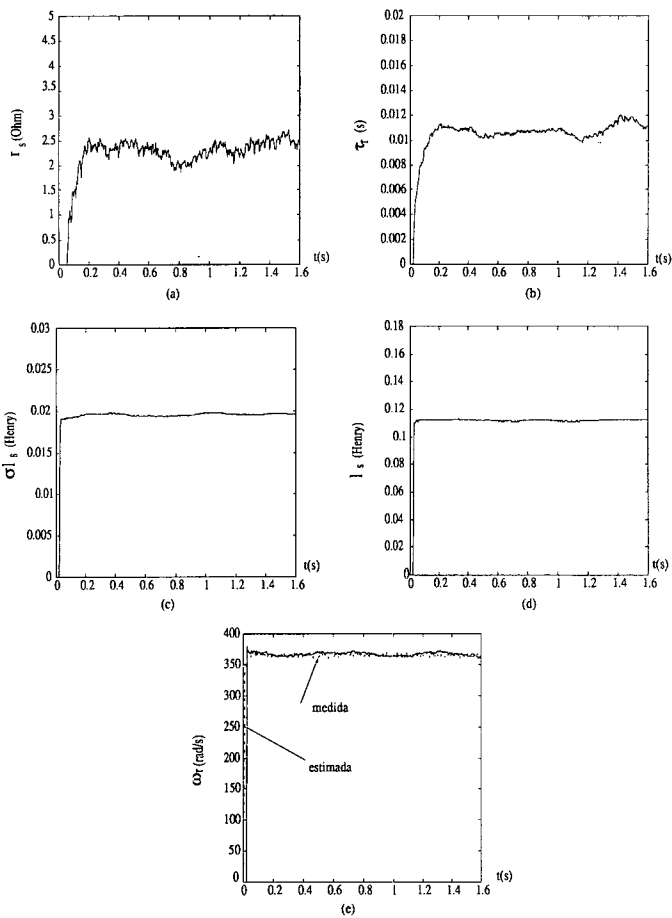 5
4.5
4
3.5
3
2.5
2
1.5
1
0.5
0
r s (Ohm)
0 0.2 0.4 0.6 0.8 1 1.2 1.4 1.6
t(s)
(a)
0.02
0.018
0.016
0.014
0.012
0.01
0.008
0.006
0.004
0.002
0
τr (s)
0 0.2 0.4 0.6 0.8 1 1.2 1.4 1.6
t(s)
(b)
0.03
0.025
0.020
0.015
0.01
0.005
0
σl s (Henry)
0 0.2 0.4 0.6 0.8 1 1.2 1.4 1.6
t(s)
(c)
0.18
0.16
0.14
0.12
0.1
0.08
0.06
0.04
0.02
0
l s (Henry)
0 0.2 0.4 0.6 0.8 1 1.2 1.4 1.6
t(s)
(d)
400
350
300
250
200
150
100
50
0
ωr (rad/s)
medida
estimada
0 0.2 0.4 0.6 0.8 1 1.2 1.4 1.6
t(s)
(e)